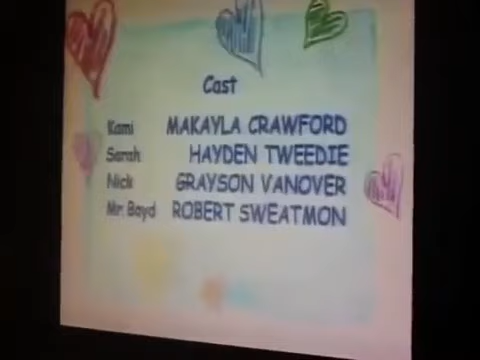 Cast
Kami MAKAYLA CRAWFORD
Sarah HAYDEN TWEEDIE
Nick GRAYSON VANOVER
Mr. Boyd ROBERT SWEATMON